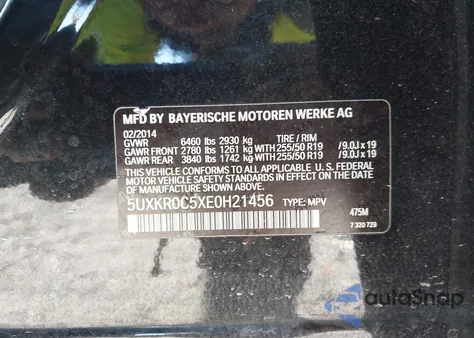 MFD BY BAYERISCHE MOTOREN WERKE AG
02/2014
GVWR 6460 lbs 2930 kg TIRE / RIM
GAWR FRONT 2780 lbs 1261 kg WITH 255/50 R19 / 9.0J x 19
GAWR REAR 3840 lbs 1742 kg WITH 255/50 R19 / 9.0J x 19
THIS VEHICLE CONFORMS TO ALL APPLICABLE U.S. FEDERAL
MOTOR VEHICLE SAFETY STANDARDS IN EFFECT ON THE
DATE OF MANUFACTURE SHOWN ABOVE.
5UXKR0C5XE0H21456 TYPE: MPV
475M
7 320 729
autoSnap